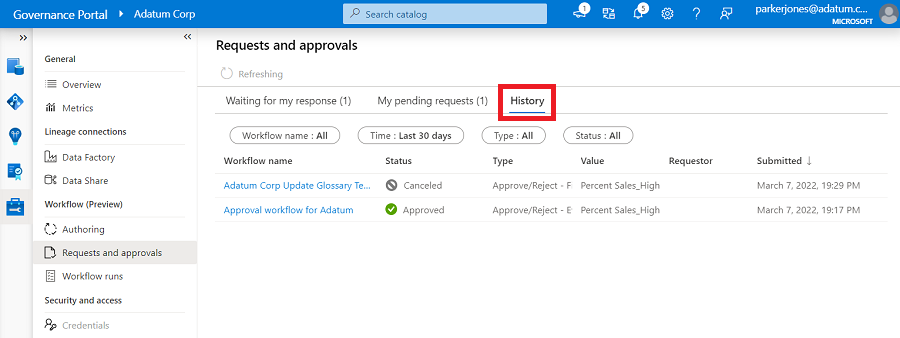 Governance Portal > Adatum Corp
Search catalog
1
5
parkerjones@adatum.c...
MICROSOFT
General
Overview
Metrics
Lineage connections
Data Factory
Data Share
Workflow (Preview)
Authoring
Requests and approvals
Workflow runs
Security and access
Credentials
Requests and approvals
Refreshing
Waiting for my response (1) My pending requests (1) History
Workflow name : All Time : Last 30 days Type : All Status : All
Workflow name Status Type Value Requestor Submitted ↓
Adatum Corp Update Glossary Te... Canceled Approve/Reject - F Percent Sales_High March 7, 2022, 19:29 PM
Approval workflow for Adatum Approved Approve/Reject - E Percent Sales_High March 7, 2022, 19:17 PM